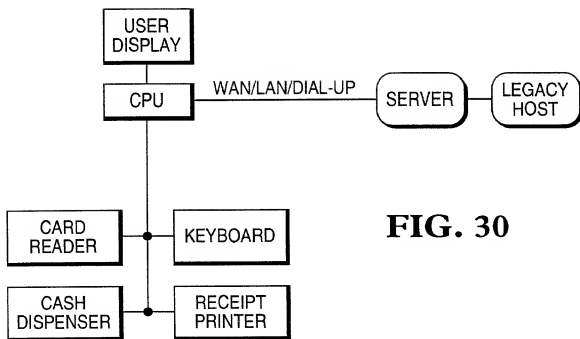 USER
DISPLAY
CPU
WAN/LAN/DIAL-UP
SERVER
LEGACY
HOST
CARD
READER
KEYBOARD
FIG. 30
CASH
DISPENSER
RECEIPT
PRINTER